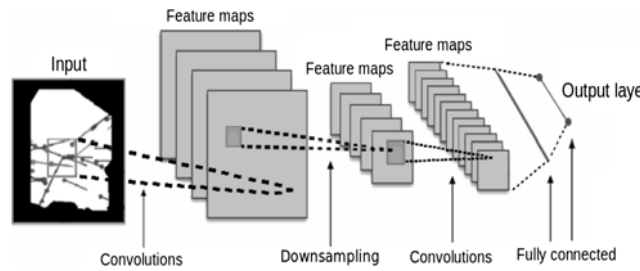 Feature maps
Input
Feature maps
Feature maps
Output laye
Convolutions
Downsampling
Convolutions
Fully connected